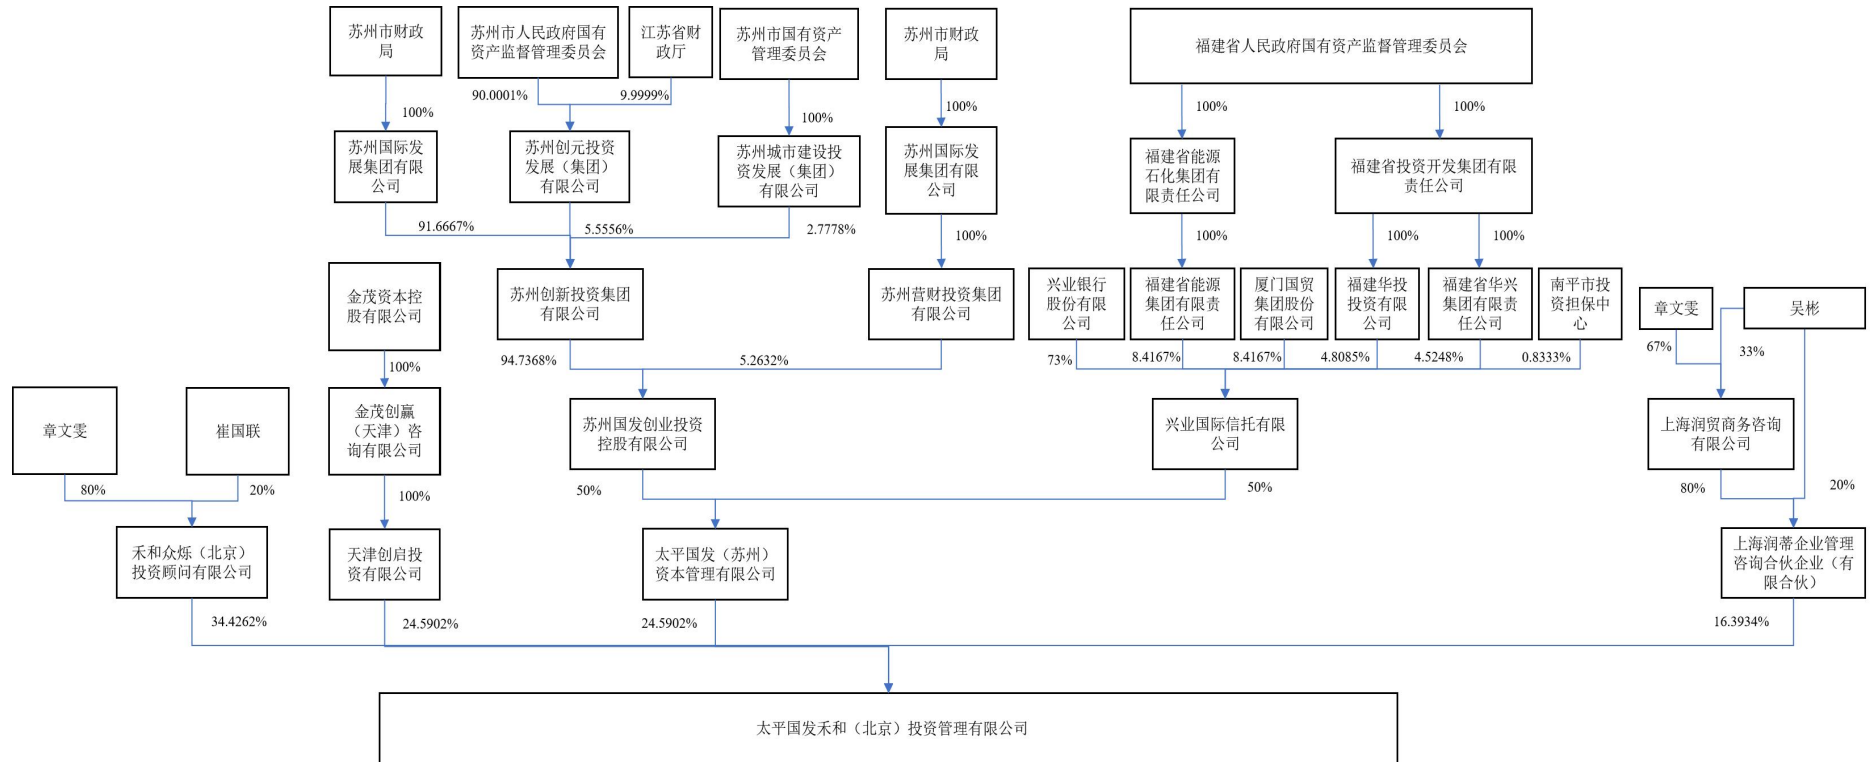 苏州市财政
局
苏州市人民政府国有
资产监督管理委员会
江苏省财
政厅
苏州市国有资产
管理委员会
苏州市财政
局
福建省人民政府国有资产监督管理委员会
100%
90.0001%
9.9999%
100%
100%
100%
100%
苏州国际发
展集团有限
公司
苏州创元投资
发展（集团）
有限公司
苏州城市建设投
资发展（集团）
有限公司
苏州国际发
展集团有限
公司
福建省能源
石化集团有
限责任公司
福建省投资开发集团有限
责任公司
91.6667%
5.5556%
2.7778%
100%
100%
100%
100%
金茂资本控
股有限公司
苏州创新投资集团
有限公司
苏州营财投资集团
有限公司
兴业银行
股份有限
公司
福建省能源
集团有限责
任公司
厦门国贸
集团股份
有限公司
福建华投
投资有限
公司
福建省华兴
集团有限责
任公司
南平市投
资担保中
心
章文雯
吴彬
100%
94.7368%
5.2632%
73%
8.4167%
8.4167%
4.8085%
4.5248%
0.8333%
67%
33%
章文雯
崔国联
金茂创赢
（天津）咨
询有限公司
苏州国发创业投资
控股有限公司
兴业国际信托有限
公司
上海润贸商务咨询
有限公司
80%
20%
100%
50%
50%
80%
20%
禾和众烁（北京）
投资顾问有限公司
天津创启投
资有限公司
太平国发（苏州）
资本管理有限公司
上海润蒂企业管理
咨询合伙企业（有
限合伙）
34.4262%
24.5902%
24.5902%
16.3934%
太平国发禾和（北京）投资管理有限公司